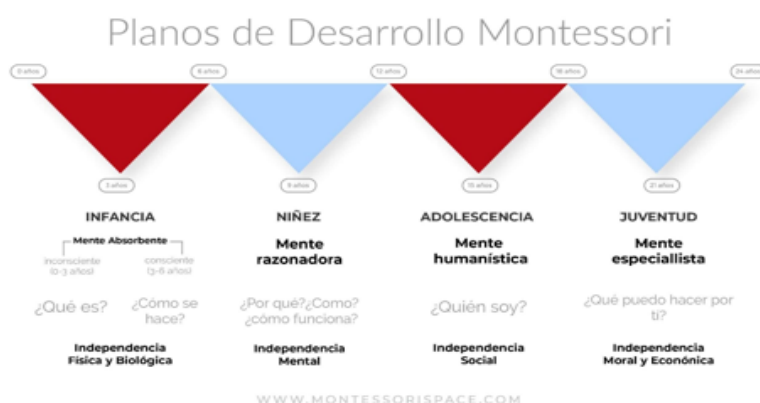 Planos de Desarrollo Montessori
0 años 6 años 12 años 18 años 24 años
3 años 9 años 15 años 21 años
INFANCIA
Mente Absorbente
inconsciente
(0-3 años)
consciente
(3-6 años)
¿Qué es?
¿Cómo se
hace?
Independencia
Física y Biológica
NIÑEZ
Mente
razonadora
¿Por qué?¿Como?
¿cómo funciona?
Independencia
Mental
ADOLESCENCIA
Mente
humanística
¿Quién soy?
Independencia
Social
JUVENTUD
Mente
especiallista
¿Qué puedo hacer por
ti?
Independencia
Moral y Econónica
WWW.MONTESSORISPACE.COM